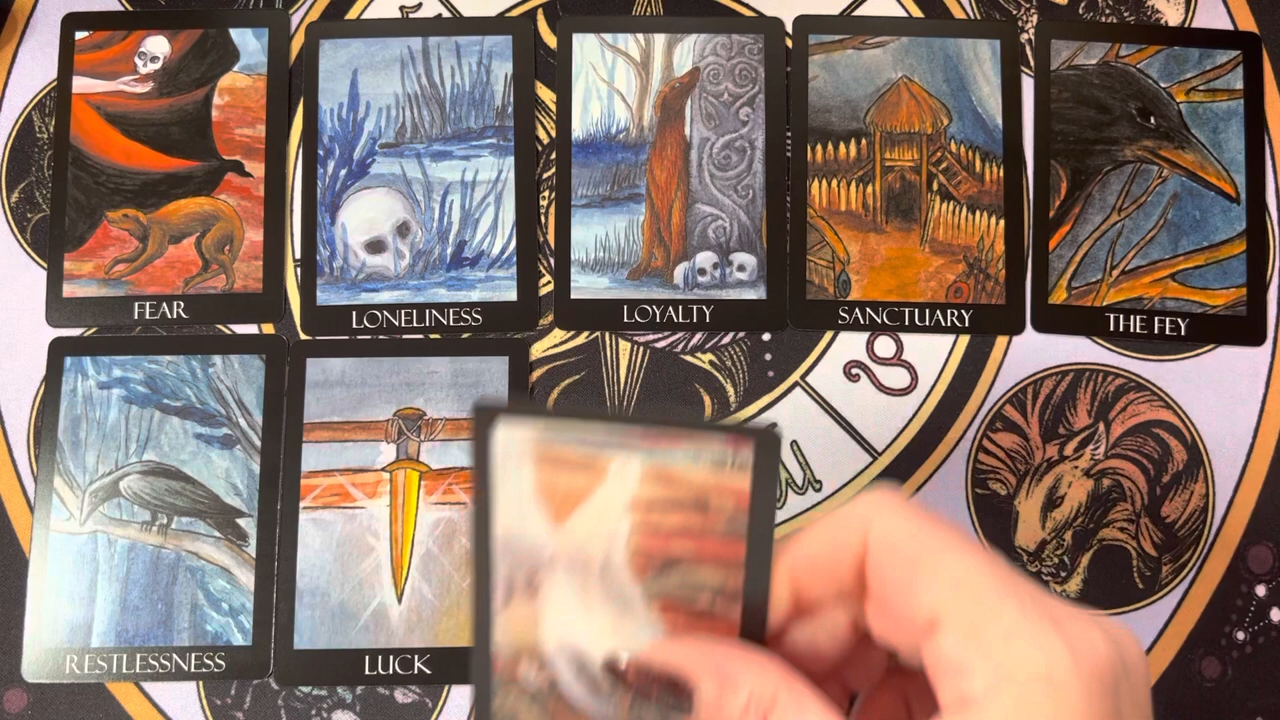 FEAR
LONELINESS
LOYALTY
SANCTUARY
THE FEY
RESTLESSNESS
LUCK